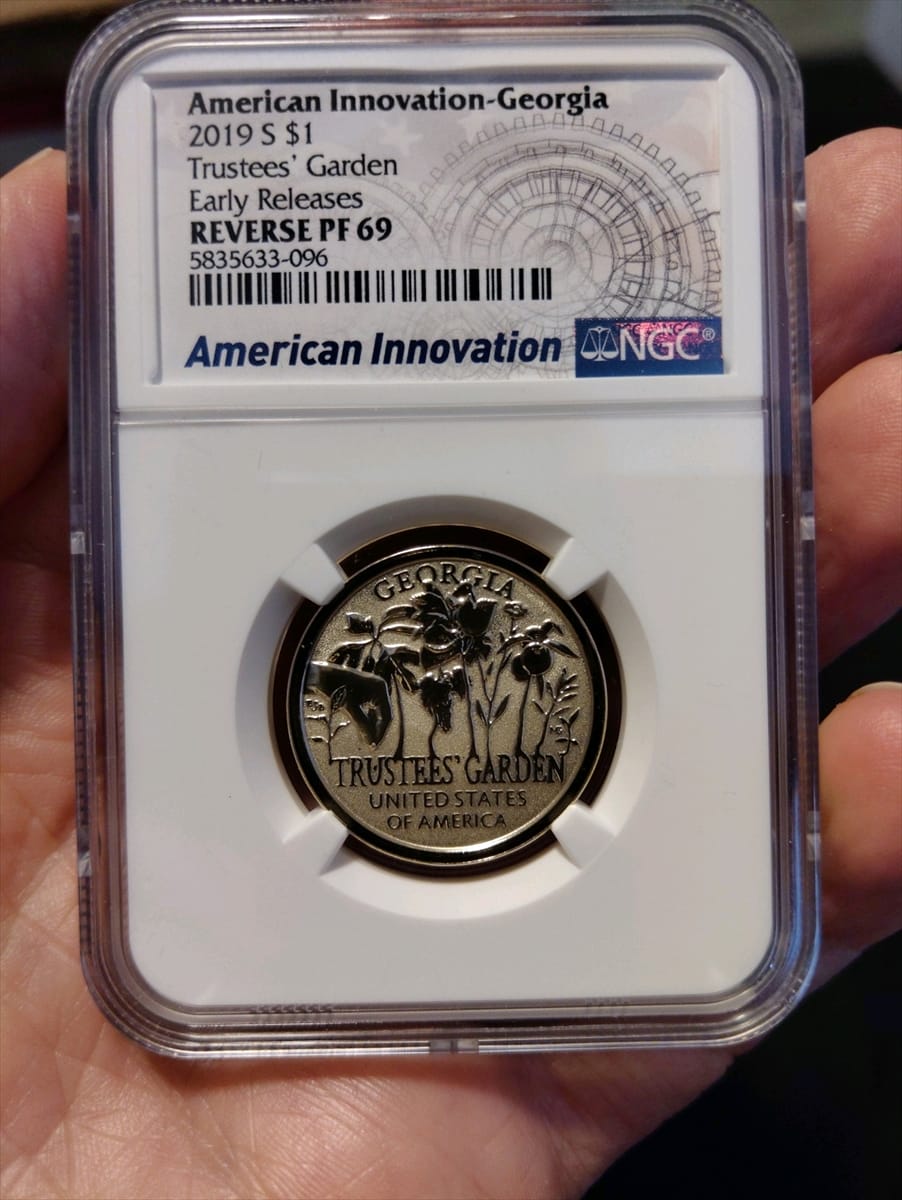 American Innovation-Georgia
2019 S $1
Trustees' Garden
Early Releases
REVERSE PF 69
5835633-096
American Innovation NGC®
GEORGIA
TRUSTEES' GARDEN
UNITED STATES
OF AMERICA